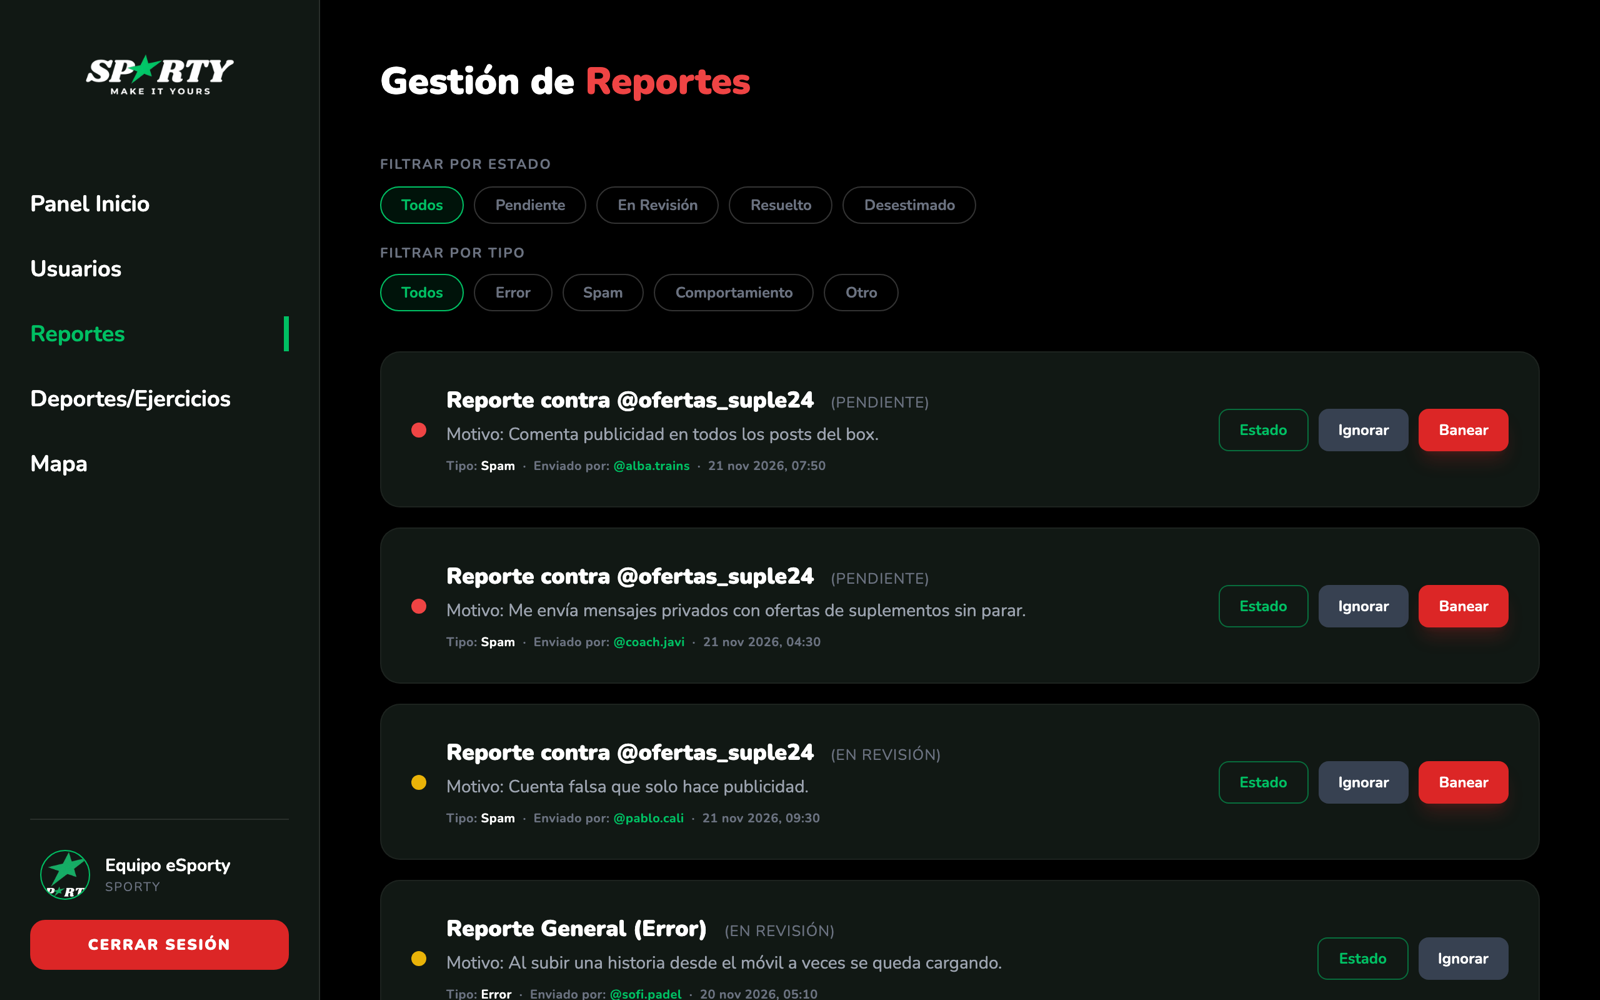 SP★RTY
MAKE IT YOURS
Panel Inicio
Usuarios
Reportes
Deportes/Ejercicios
Mapa
Equipo eSporty
SPORTY
CERRAR SESIÓN
Gestión de Reportes
FILTRAR POR ESTADO
Todos Pendiente En Revisión Resuelto Desestimado
FILTRAR POR TIPO
Todos Error Spam Comportamiento Otro
Reporte contra @ofertas_suple24 (PENDIENTE)
Motivo: Comenta publicidad en todos los posts del box.
Tipo: Spam · Enviado por: @alba.trains · 21 nov 2026, 07:50
Estado Ignorar Banear
Reporte contra @ofertas_suple24 (PENDIENTE)
Motivo: Me envía mensajes privados con ofertas de suplementos sin parar.
Tipo: Spam · Enviado por: @coach.javi · 21 nov 2026, 04:30
Estado Ignorar Banear
Reporte contra @ofertas_suple24 (EN REVISIÓN)
Motivo: Cuenta falsa que solo hace publicidad.
Tipo: Spam · Enviado por: @pablo.cali · 21 nov 2026, 09:30
Estado Ignorar Banear
Reporte General (Error) (EN REVISIÓN)
Motivo: Al subir una historia desde el móvil a veces se queda cargando.
Tipo: Error · Enviado por: @sofi.padel · 20 nov 2026, 05:10
Estado Ignorar